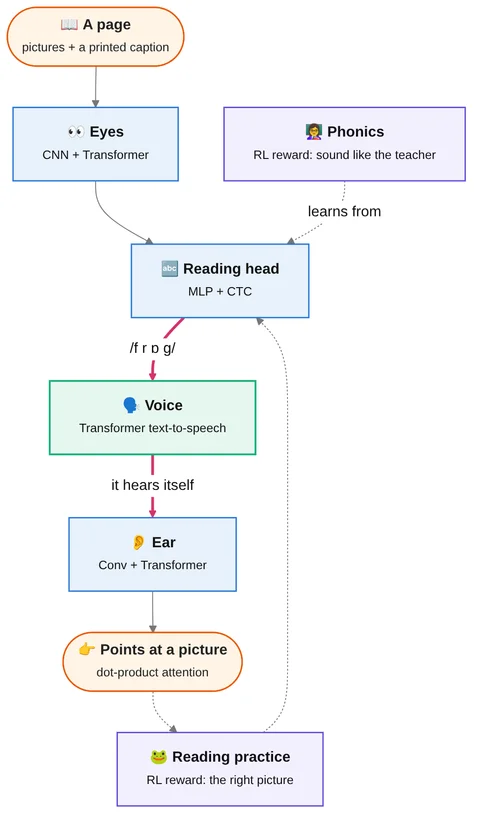 📖 A page
pictures + a printed caption
👀 Eyes
CNN + Transformer
👩‍🏫 Phonics
RL reward: sound like the teacher
learns from
🔤 Reading head
MLP + CTC
/f r ɒ g/
🗣️ Voice
Transformer text-to-speech
it hears itself
👂 Ear
Conv + Transformer
👉 Points at a picture
dot-product attention
🐸 Reading practice
RL reward: the right picture